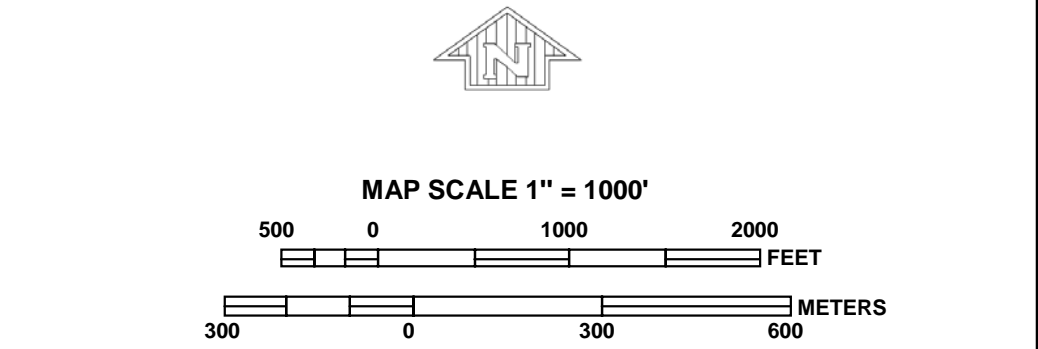 N
MAP SCALE 1" = 1000'
500 0 1000 2000
FEET
METERS
300 0 300 600